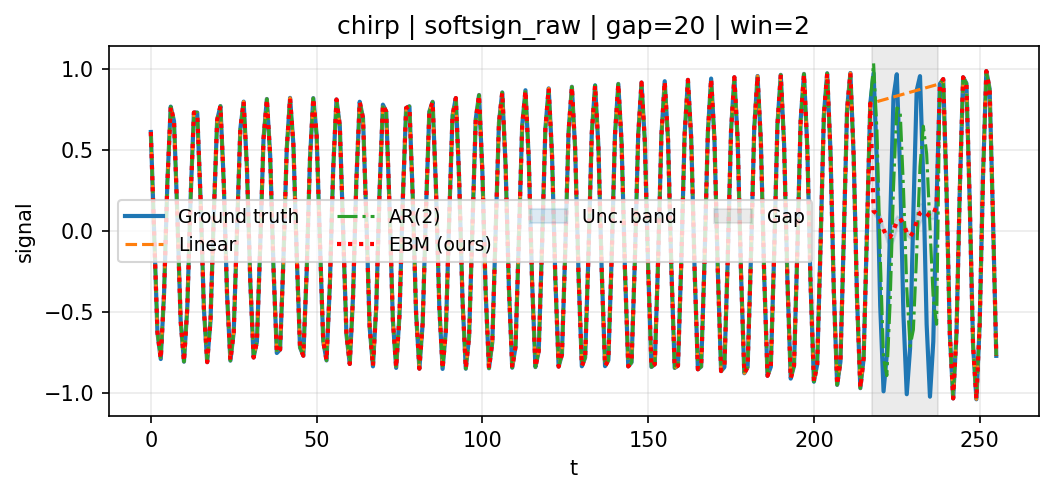 chirp | softsign_raw | gap=20 | win=2
signal
1.0
0.5
0.0
−0.5
−1.0
Ground truth
Linear
AR(2)
EBM (ours)
Unc. band
Gap
0
50
100
150
200
250
t